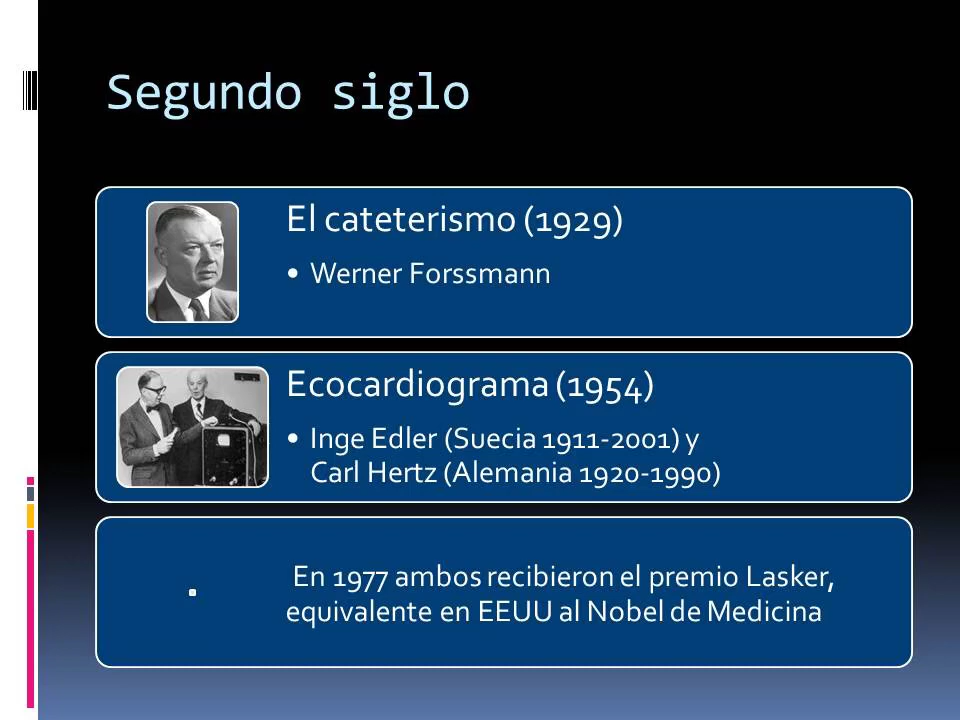 Segundo siglo
El cateterismo (1929)
• Werner Forssmann
Ecocardiograma (1954)
• Inge Edler (Suecia 1911-2001) y
Carl Hertz (Alemania 1920-1990)
En 1977 ambos recibieron el premio Lasker,
equivalente en EEUU al Nobel de Medicina